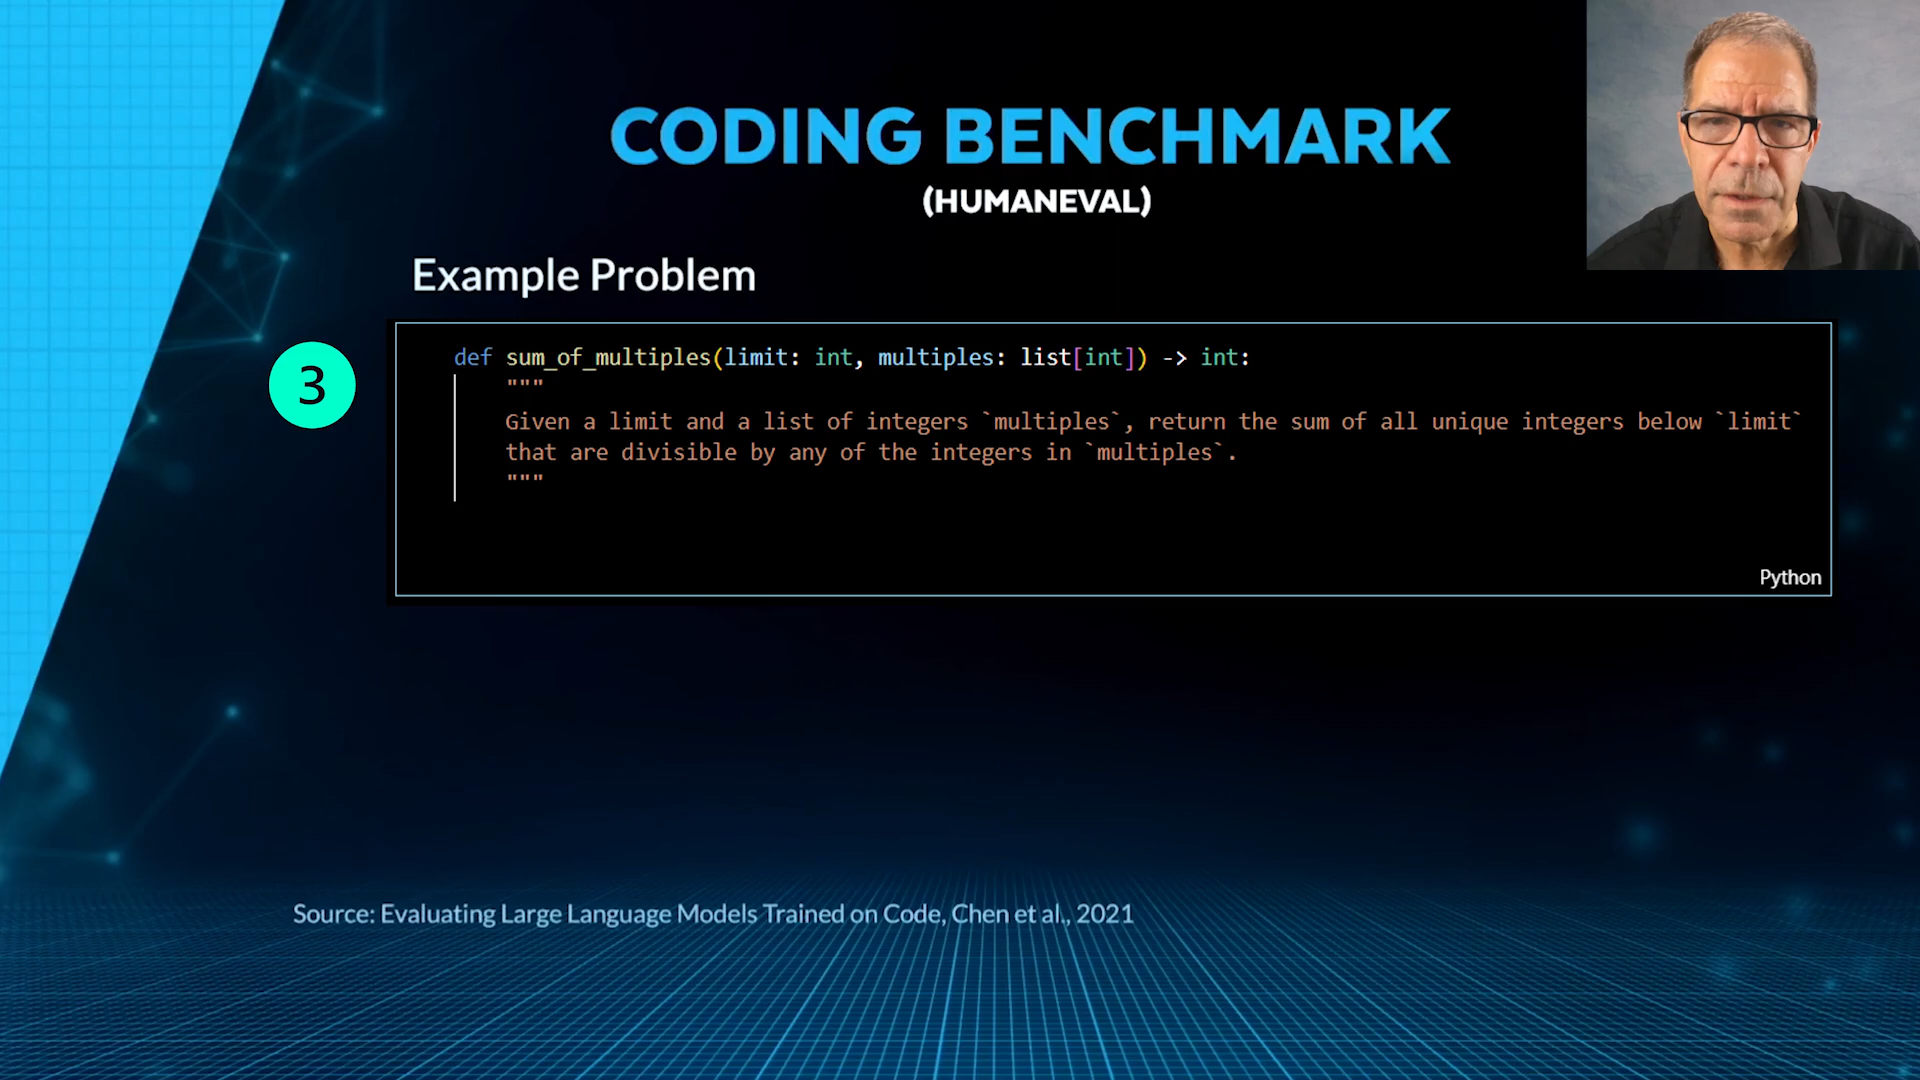 CODING BENCHMARK
(HUMANEVAL)
Example Problem
3
def sum_of_multiples(limit: int, multiples: list[int]) -> int:
"""
Given a limit and a list of integers `multiples`, return the sum of all unique integers below `limit`
that are divisible by any of the integers in `multiples`.
"""
Python
Source: Evaluating Large Language Models Trained on Code, Chen et al., 2021